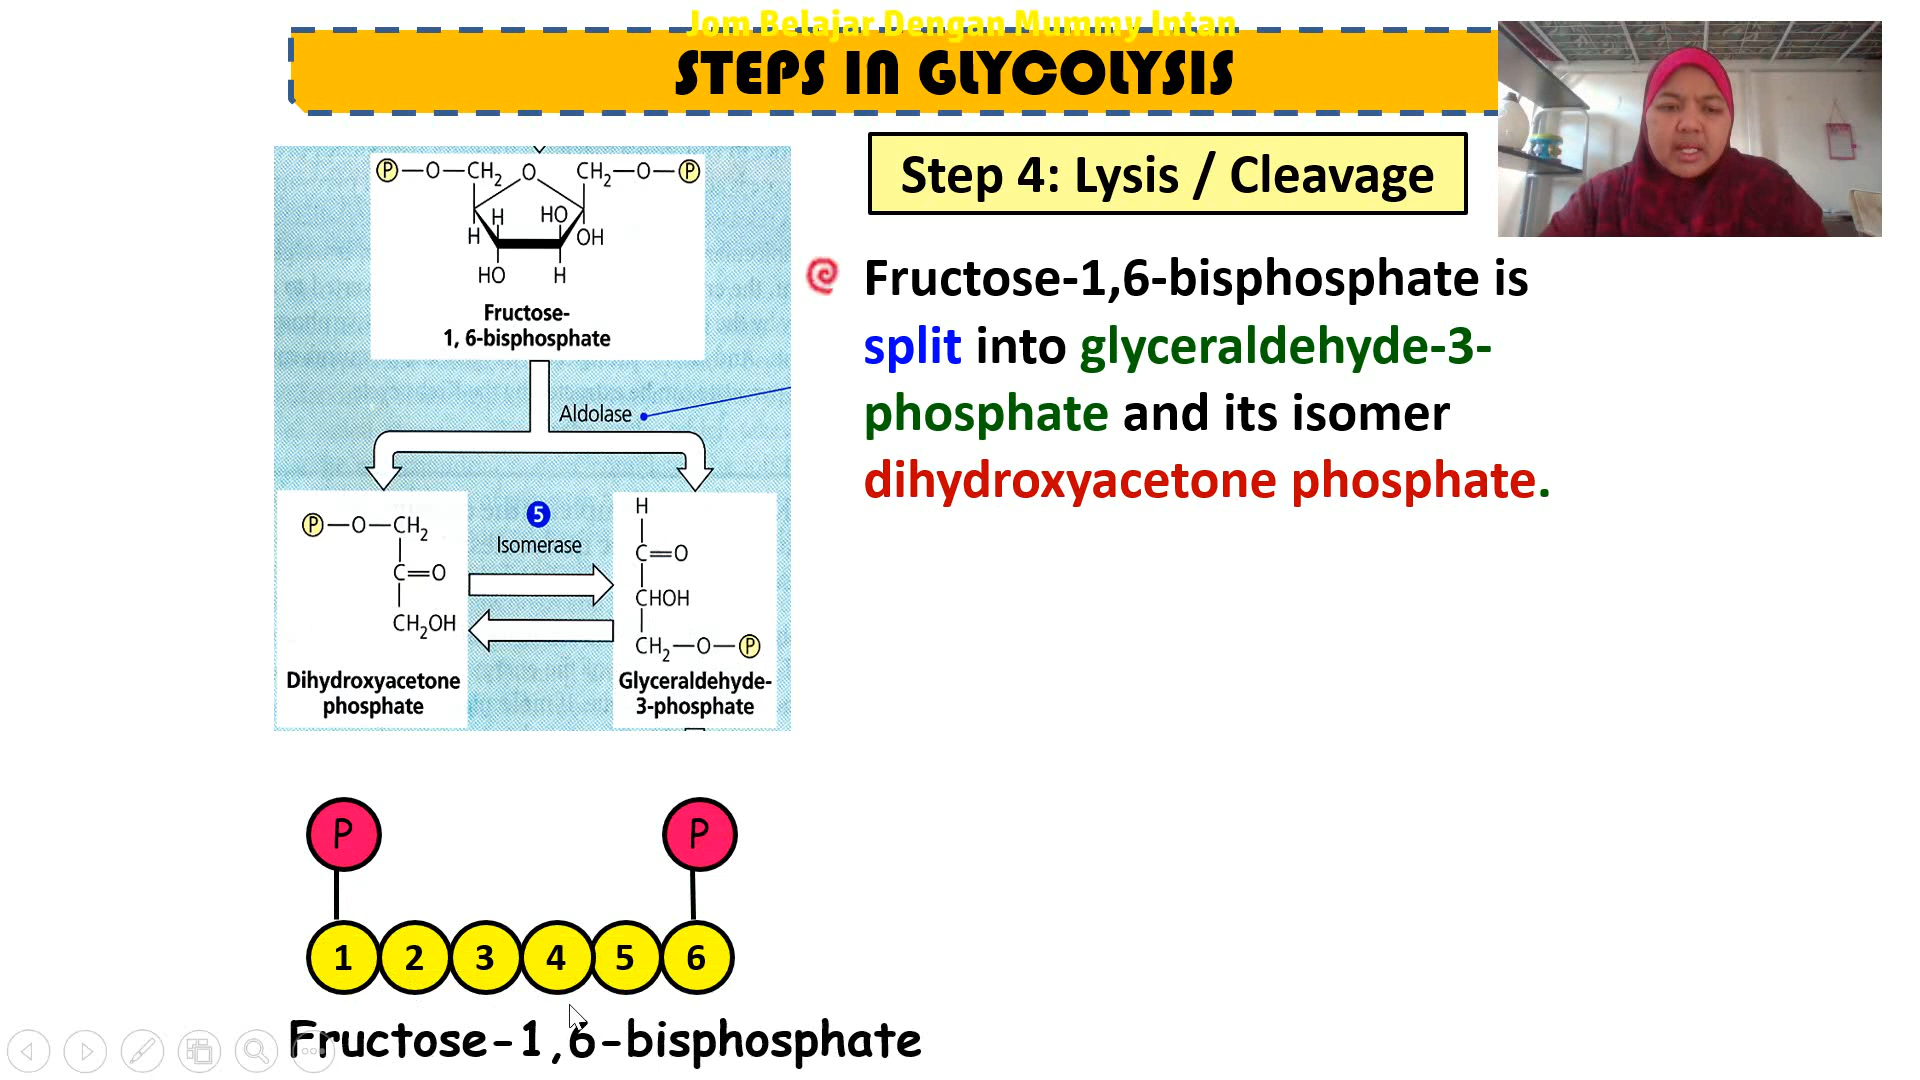 Jom Belajar Dengan Mummy Intan
STEPS IN GLYCOLYSIS
Step 4: Lysis / Cleavage
Fructose-1,6-bisphosphate is
split into glyceraldehyde-3-
phosphate and its isomer
dihydroxyacetone phosphate.
P—O—CH2 O CH2—O—P
H HO
H OH
HO H
Fructose-
1, 6-bisphosphate
Aldolase
5
Isomerase
P—O—CH2
C=O
CH2OH
Dihydroxyacetone
phosphate
H
C=O
CHOH
CH2—O—P
Glyceraldehyde-
3-phosphate
P P
1 2 3 4 5 6
Fructose-1,6-bisphosphate